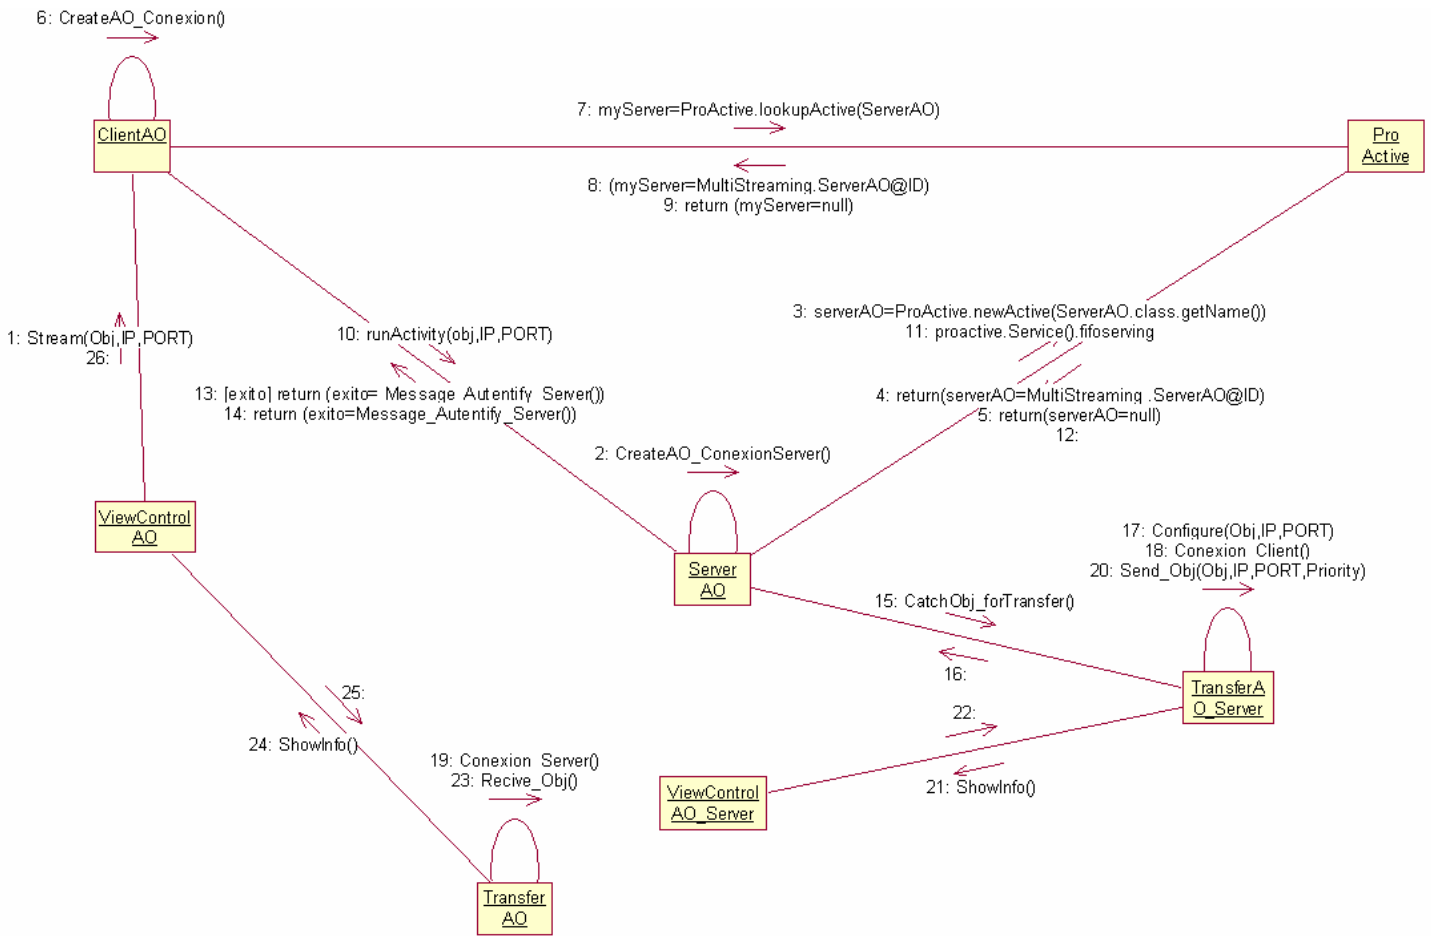 6: CreateAO_Conexion()
ClientAO
7: myServer=ProActive.lookupActive(ServerAO)
Pro
Active
8: (myServer=MultiStreaming.ServerAO@ID)
9: return (myServer=null)
1: Stream(Obj,IP,PORT)
26:
10: runActivity(obj,IP,PORT)
3: serverAO=ProActive.newActive(ServerAO.class.getName())
11: proactive.Service().fifoserving
13: [exito] return (exito= Message_Autentify_Server())
14: return (exito=Message_Autentify_Server())
4: return(serverAO=MultiStreaming .ServerAO@ID)
5: return(serverAO=null)
12:
2: CreateAO_ConexionServer()
ViewControl
AO
Server
AO
17: Configure(Obj,IP,PORT)
18: Conexion_Client()
20: Send_Obj(Obj,IP,PORT,Priority)
15: CatchObj_forTransfer()
16:
TransferA
O_Server
25:
24: ShowInfo()
22:
21: ShowInfo()
19: Conexion_Server()
23: Recive_Obj()
ViewControl
AO_Server
Transfer
AO